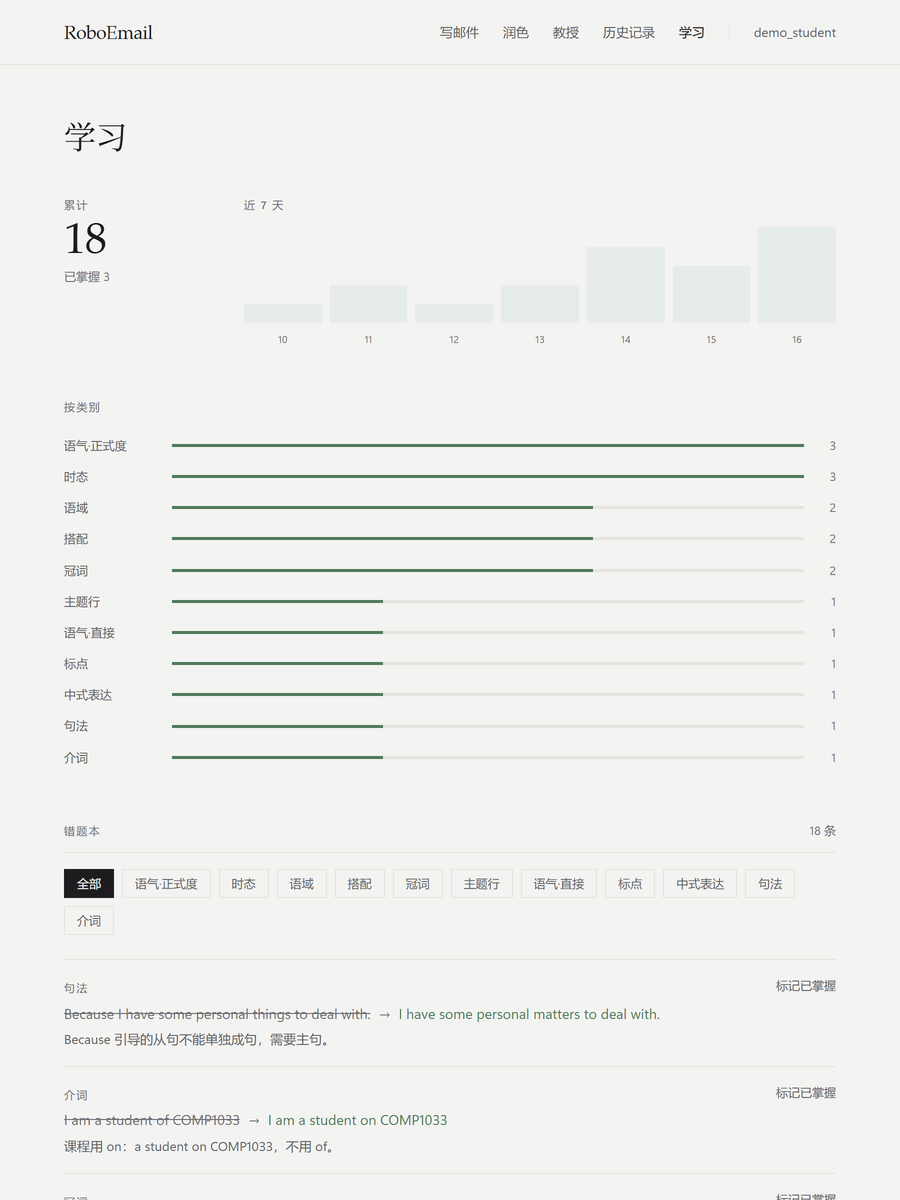 RoboEmail
写邮件 润色 教授 历史记录 学习 demo_student
学习
累计
18
已掌握 3
近 7 天
10 11 12 13 14 15 16
按类别
语气·正式度 3
时态 3
语域 2
搭配 2
冠词 2
主题行 1
语气·直接 1
标点 1
中式表达 1
句法 1
介词 1
错题本 18 条
全部 语气·正式度 时态 语域 搭配 冠词 主题行 语气·直接 标点 中式表达 句法
介词
句法 标记已掌握
Because I have some personal things to deal with. → I have some personal matters to deal with.
Because 引导的从句不能单独成句，需要主句。
介词 标记已掌握
I am a student of COMP1033 → I am a student on COMP1033
课程用 on：a student on COMP1033，不用 of。